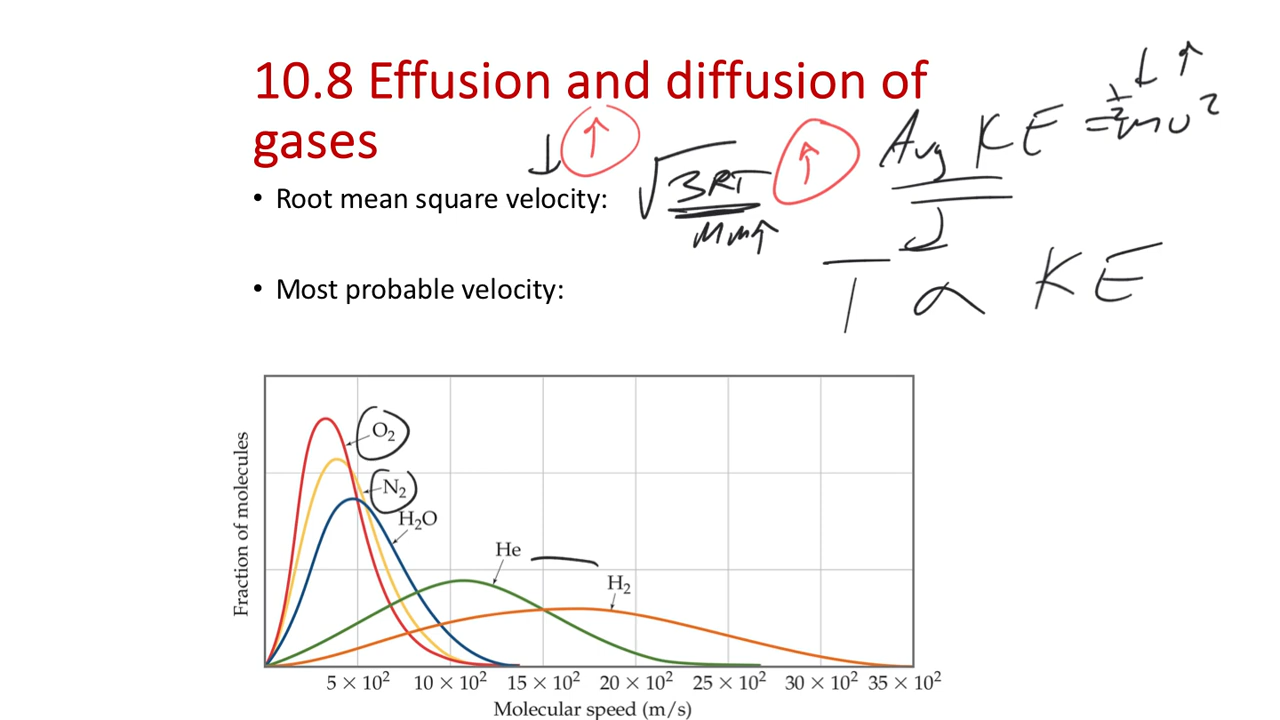 10.8 Effusion and diffusion of
gases
↓ ↑
• Root mean square velocity: √3RT ↑
Mm↑
Avg KE = ½mv² ↓ ↑
T ∝ KE
• Most probable velocity:
Fraction of molecules
O₂
N₂
H₂O
He
H₂
5 × 10² 10 × 10² 15 × 10² 20 × 10² 25 × 10² 30 × 10² 35 × 10²
Molecular speed (m/s)